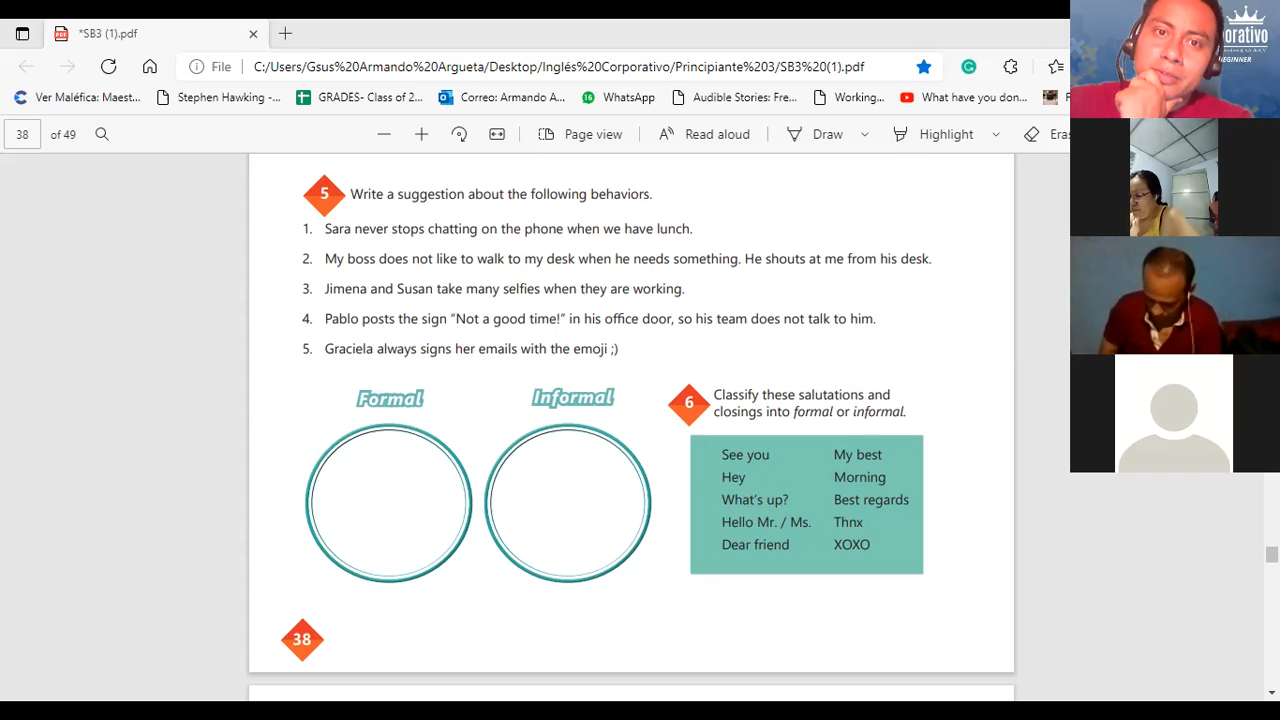 *SB3 (1).pdf
File C:/Users/Gsus%20Armando%20Argueta/Desktop/Ingles%20Corporativo/Principiante%203/SB3%20(1).pdf
Ver Maléfica: Maest... Stephen Hawking -... GRADES- Class of 2... Correo: Armando A... WhatsApp Audible Stories: Fre... Working... What have you don...
38 of 49 Page view Read aloud Draw Highlight Eras
orativo
BEGINNER
5 Write a suggestion about the following behaviors.
1. Sara never stops chatting on the phone when we have lunch.
2. My boss does not like to walk to my desk when he needs something. He shouts at me from his desk.
3. Jimena and Susan take many selfies when they are working.
4. Pablo posts the sign “Not a good time!” in his office door, so his team does not talk to him.
5. Graciela always signs her emails with the emoji ;)
Formal Informal
6 Classify these salutations and
closings into formal or informal.
See you My best
Hey Morning
What's up? Best regards
Hello Mr. / Ms. Thnx
Dear friend XOXO
38